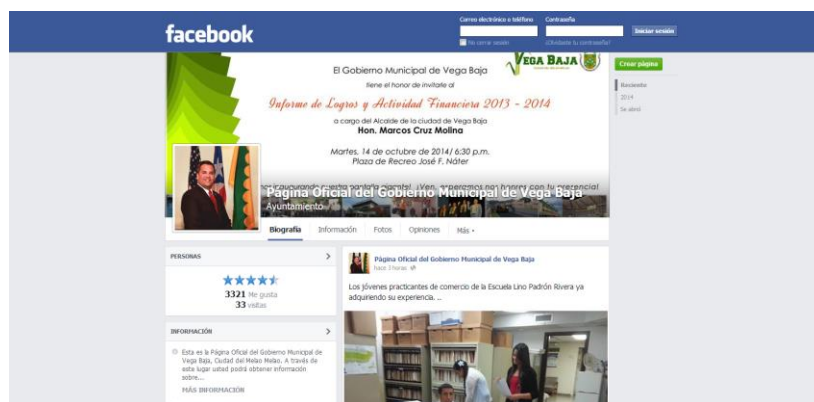 facebook
Correo electrónico o teléfono
Contraseña
No cerrar sesión
¿Olvidaste tu contraseña?
Iniciar sesión
VEGA BAJA
El Gobierno Municipal de Vega Baja
tiene el honor de invitarle al
Informe de Logros y Actividad Financiera 2013 - 2014
a cargo del Alcalde de la ciudad de Vega Baja
Hon. Marcos Cruz Molina
Martes, 14 de octubre de 2014/ 6:30 p.m.
Plaza de Recreo José F. Náter
Página Oficial del Gobierno Municipal de Vega Baja
Ayuntamiento
Crear página
Reciente
2014
Se abrió
Biografía Información Fotos Opiniones Más
PERSONAS
3321 Me gusta
33 visitas
INFORMACIÓN
Esta es la Página Oficial del Gobierno Municipal de
Vega Baja, Ciudad del Melao Melao. A través de
este lugar usted podrá obtener información
sobre...
MÁS INFORMACIÓN
Página Oficial del Gobierno Municipal de Vega Baja
hace 3 horas
Los jóvenes practicantes de comercio de la Escuela Lino Padrón Rivera ya
adquiriendo su experiencia. ...